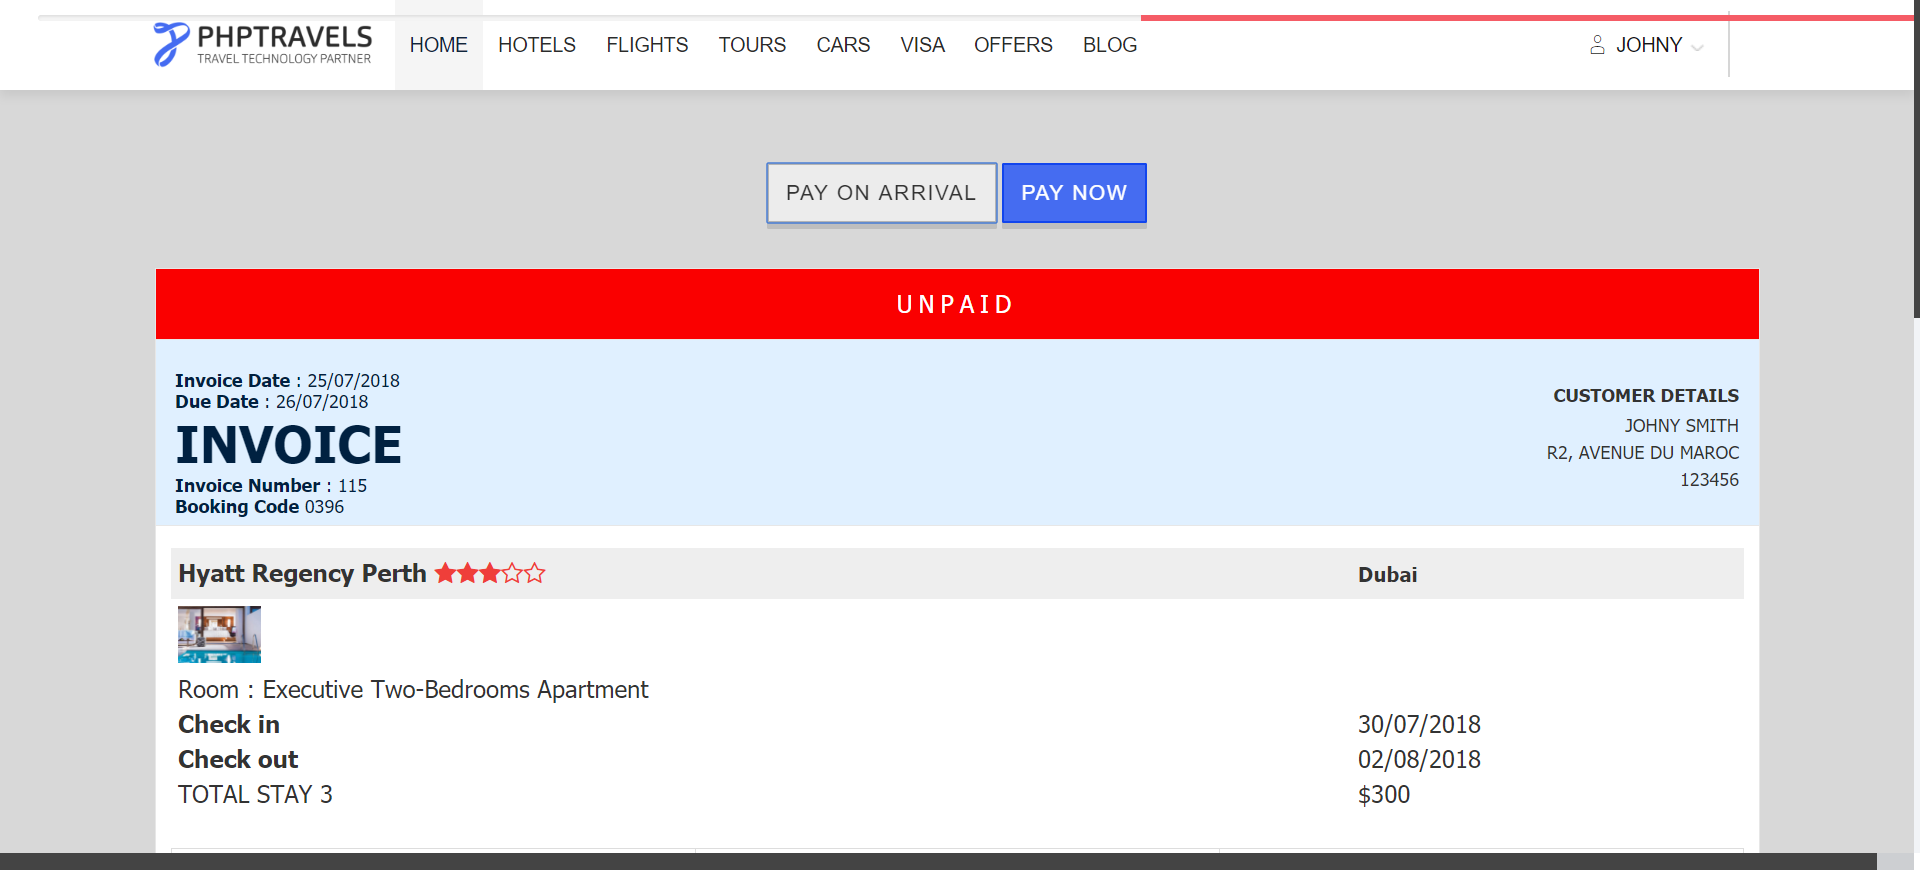 PHPTRAVELS
TRAVEL TECHNOLOGY PARTNER
HOME HOTELS FLIGHTS TOURS CARS VISA OFFERS BLOG JOHNY
PAY ON ARRIVAL PAY NOW
UNPAID
Invoice Date : 25/07/2018
Due Date : 26/07/2018
INVOICE
Invoice Number : 115
Booking Code 0396
CUSTOMER DETAILS
JOHNY SMITH
R2, AVENUE DU MAROC
123456
Hyatt Regency Perth Dubai
Room : Executive Two-Bedrooms Apartment
Check in 30/07/2018
Check out 02/08/2018
TOTAL STAY 3 $300